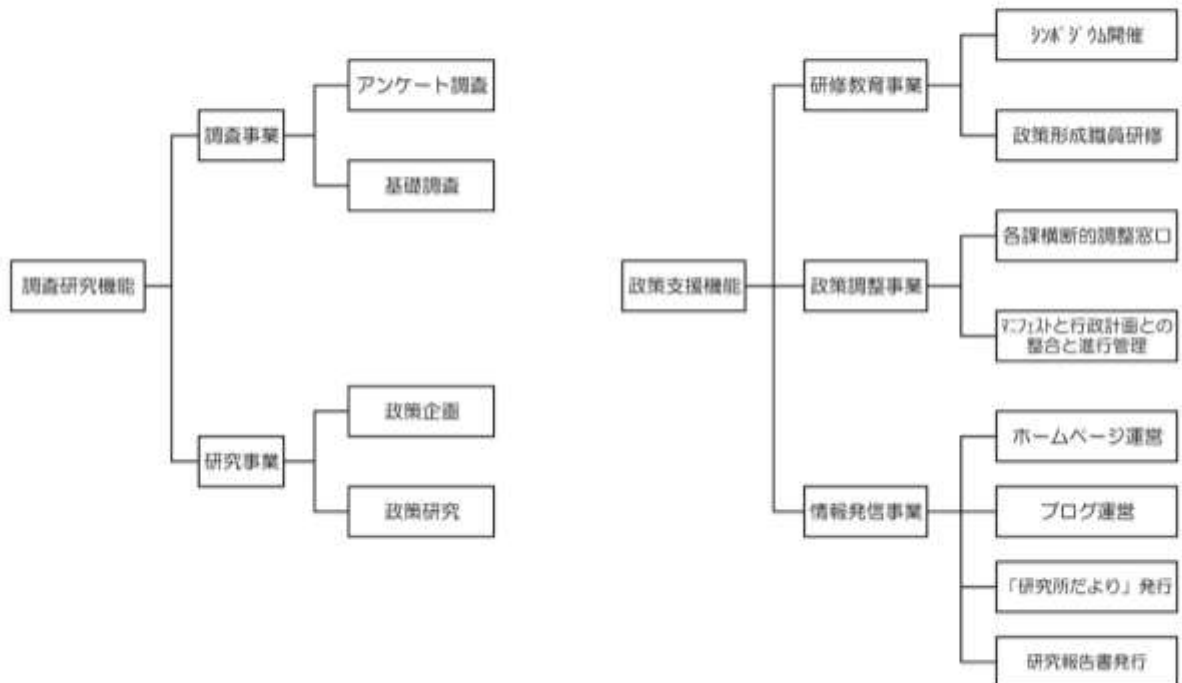 調査研究機能
調査事業
アンケート調査
基礎調査
研究事業
政策企画
政策研究
政策支援機能
研修教育事業
ｼﾝﾎﾟｼﾞｳﾑ開催
政策形成職員研修
政策調整事業
各課横断的調整窓口
ﾏﾆﾌｪｽﾄと行政計画との
整合と進行管理
情報発信事業
ホームページ運営
ブログ運営
「研究所だより」発行
研究報告書発行